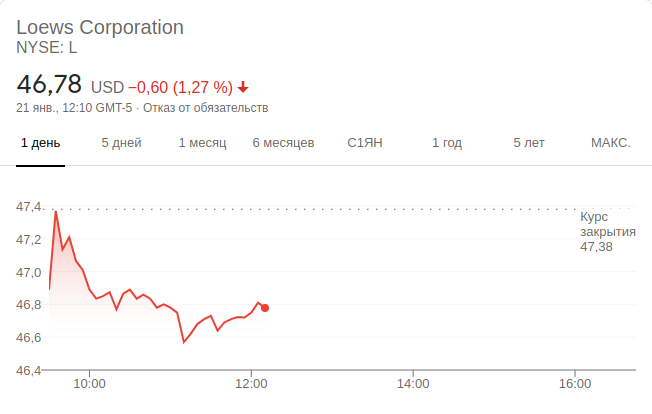 Loews Corporation
NYSE: L
46,78 USD −0,60 (1,27 %)
21 янв., 12:10 GMT-5 · Отказ от обязательств
1 день 5 дней 1 месяц 6 месяцев С1ЯН 1 год 5 лет МАКС.
47,4
Курс
закрытия
47,38
47,2
47,0
46,8
46,6
46,4
10:00 12:00 14:00 16:00